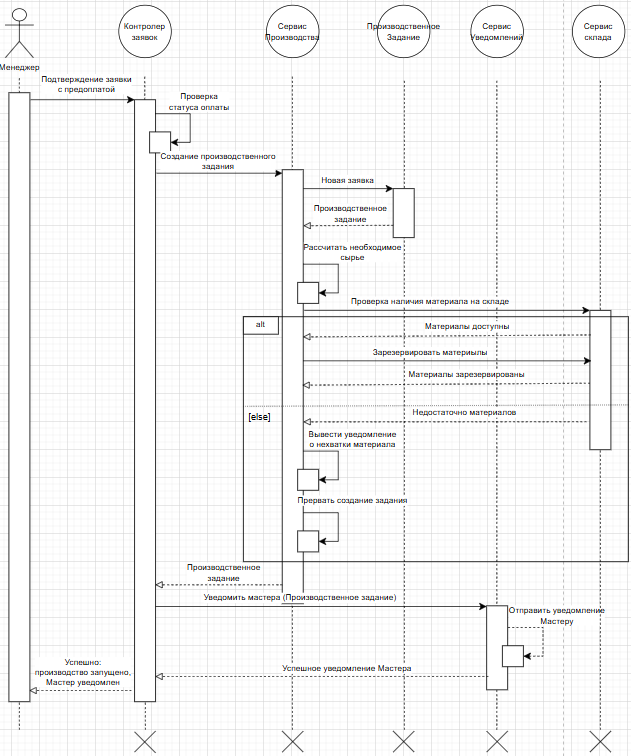 Контролер
заявок
Сервис
Производства
Производственное
Задание
Сервис
Уведомлений
Сервис
склада
Менеджер
Подтверждение заявки
с предоплатой
Проверка
статуса оплаты
Создание производственного
задания
Новая заявка
Производственное
задание
Рассчитать необходимое
сырье
Проверка наличия материала на складе
alt
Материалы доступны
Зарезервировать материылы
Материалы зарезервированы
[else]
Недостаточно материалов
Вывести уведомление
о нехватки материала
Прервать создание задания
Производственное
задание
Уведомить мастера (Производственное задание)
Отправить уведомление
Мастеру
Успешно:
производство запущено,
Мастер уведомлен
Успешное уведомление Мастера